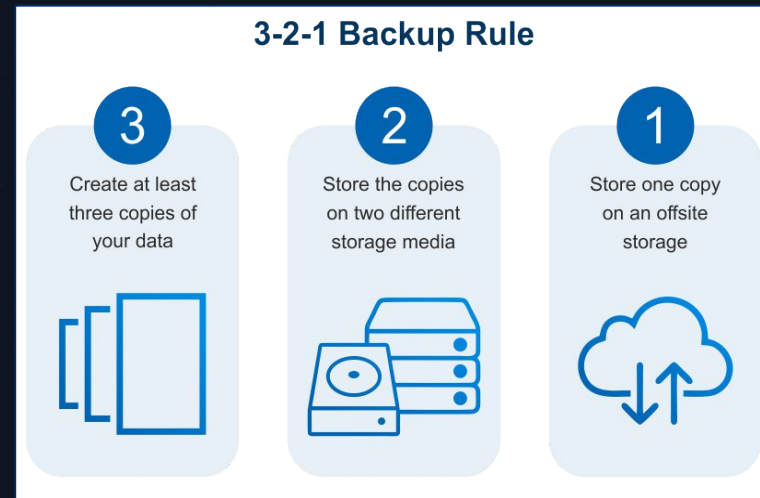 3-2-1 Backup Rule
3
Create at least
three copies of
your data
2
Store the copies
on two different
storage media
1
Store one copy
on an offsite
storage